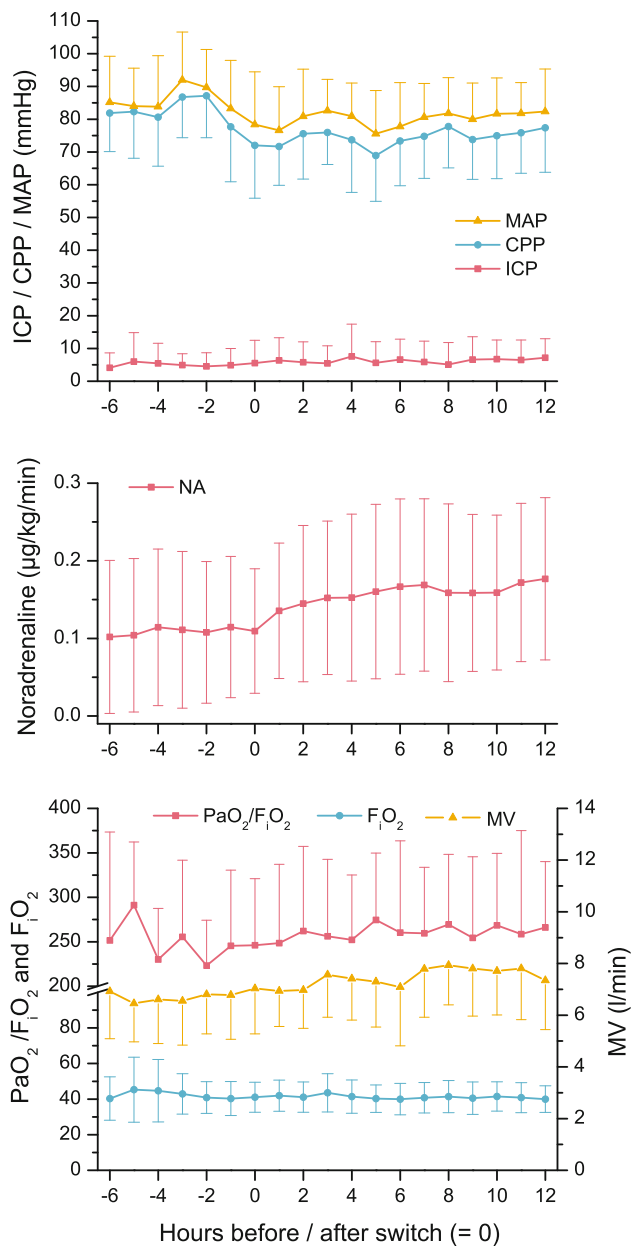 110
100
90
80
70
60
50
40
30
20
10
0
ICP / CPP / MAP (mmHg)
MAP
CPP
ICP
-6 -4 -2 0 2 4 6 8 10 12
0.3
0.2
0.1
0.0
Noradrenaline (µg/kg/min)
NA
-6 -4 -2 0 2 4 6 8 10 12
400
350
300
250
200
80
60
40
20
0
PaO₂ /FᵢO₂ and FᵢO₂
PaO₂/FᵢO₂ FᵢO₂ MV
14
12
10
8
6
4
2
0
MV (l/min)
-6 -4 -2 0 2 4 6 8 10 12
Hours before / after switch (= 0)